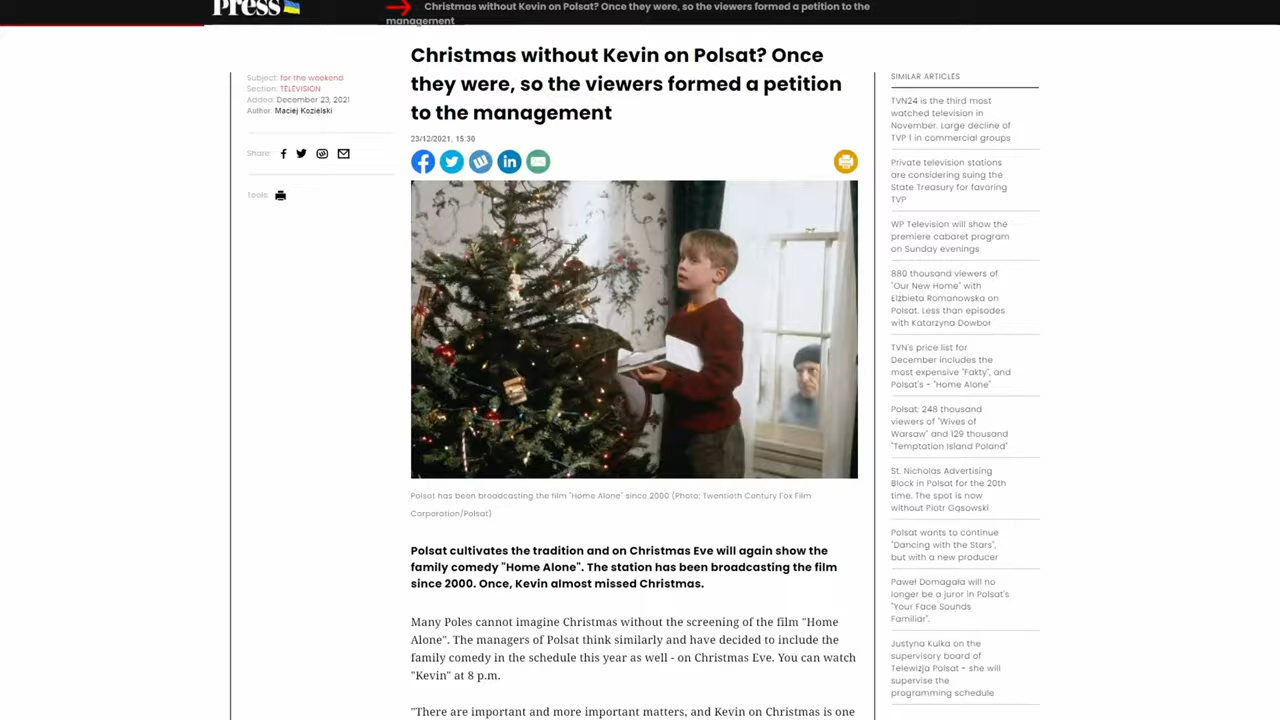 Press
Christmas without Kevin on Polsat? Once they were, so the viewers formed a petition to the
management
Christmas without Kevin on Polsat? Once
they were, so the viewers formed a petition
to the management
23/12/2021, 15:30
Subject: for the weekend
Section: TELEVISION
Added: December 23, 2021
Author: Maciej Kozielski
Share:
Tools:
Polsat has been broadcasting the film "Home Alone" since 2000 (Photo: Twentieth Century Fox Film
Corporation/Polsat)
Polsat cultivates the tradition and on Christmas Eve will again show the
family comedy "Home Alone". The station has been broadcasting the film
since 2000. Once, Kevin almost missed Christmas.
Many Poles cannot imagine Christmas without the screening of the film "Home
Alone". The managers of Polsat think similarly and have decided to include the
family comedy in the schedule this year as well - on Christmas Eve. You can watch
"Kevin" at 8 p.m.
"There are important and more important matters, and Kevin on Christmas is one
SIMILAR ARTICLES
TVN24 is the third most
watched television in
November. Large decline of
TVP 1 in commercial groups
Private television stations
are considering suing the
State Treasury for favoring
TVP
WP Television will show the
premiere cabaret program
on Sunday evenings
880 thousand viewers of
"Our New Home" with
Elżbieta Romanowska on
Polsat. Less than episodes
with Katarzyna Dowbor
TVN's price list for
December includes the
most expensive "Fakty", and
Polsat's - "Home Alone"
Polsat: 248 thousand
viewers of "Wives of
Warsaw" and 129 thousand
"Temptation Island Poland"
St. Nicholas Advertising
Block in Polsat for the 20th
time. The spot is now
without Piotr Gąsowski
Polsat wants to continue
"Dancing with the Stars",
but with a new producer
Paweł Domagała will no
longer be a juror in Polsat's
"Your Face Sounds
Familiar".
Justyna Kulka on the
supervisory board of
Telewizja Polsat - she will
supervise the
programming schedule